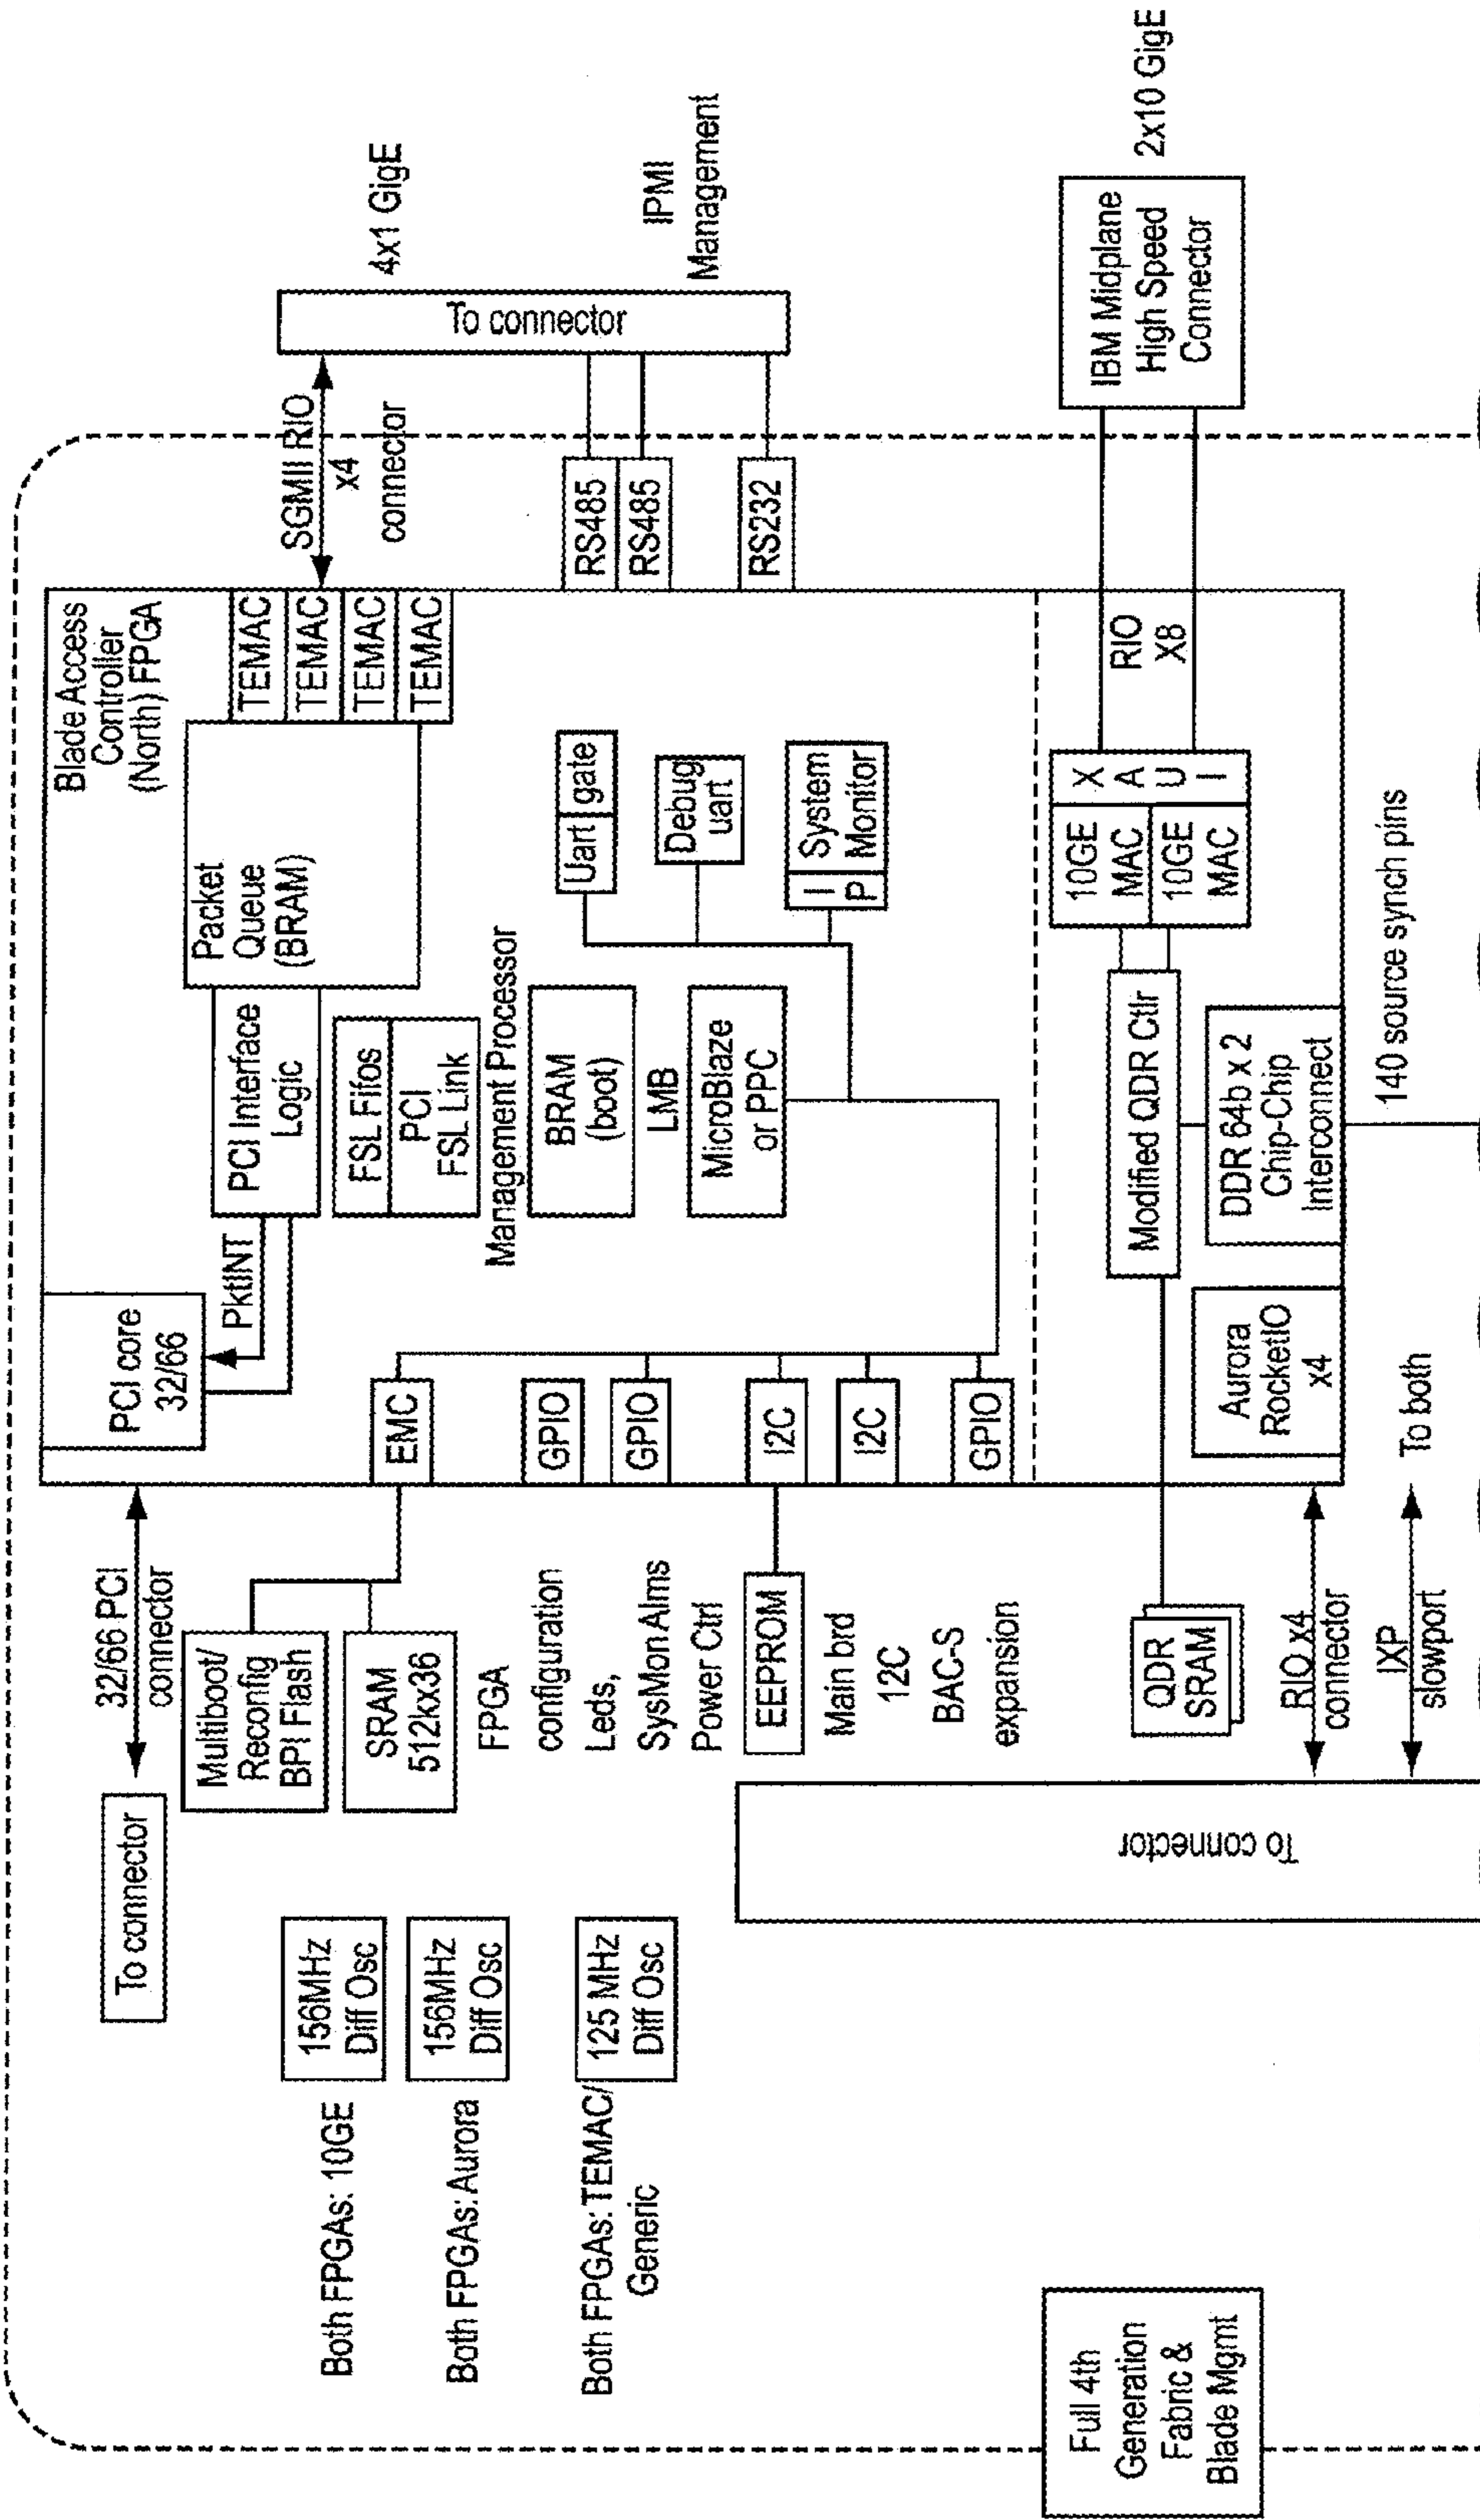 Full 4th
Generation
Fabric &
Blade Mgmt
Both FPGAs: 10GE
Both FPGAs: Aurora
Both FPGAs: TEMAC/
Generic
156MHz
Diff Osc
156MHz
Diff Osc
125 MHz
Diff Osc
To connector
To connector
32/66 PCI
connector
Multiboot/
Reconfig
BPI Flash
SRAM
512kx36
FPGA
configuration
Leds,
SysMon Alms
Power Ctrl
EEPROM
Main brd
12C
BAC-S
expansion
QDR
SRAM
RIO x4
connector
IXP
slowport
To both
PCI core
32/66
PktINT
EMC
GPIO
GPIO
I2C
I2C
GPIO
Aurora
RocketIO
x4
PCI Interface
Logic
FSL Fifos
PCI
FSL Link
Management Processor
BRAM
(boot)
LMB
MicroBlaze
or PPC
Modified QDR Ctlr
DDR 64b x 2
Chip-Chip
Interconnect
140 source synch pins
Packet
Queue
(BRAM)
Blade Access
Controller
(North) FPGA
TEMAC
TEMAC
TEMAC
TEMAC
Uart
gate
Debug
uart
I
P
System
Monitor
10GE
MAC
10GE
MAC
X
A
U
I
RIO
X8
SGMII RIO
x4
connector
RS485
RS485
RS232
To connector
4x1 GigE
IPMI
Management
IBM Midplane
High Speed
Connector
2x10 GigE